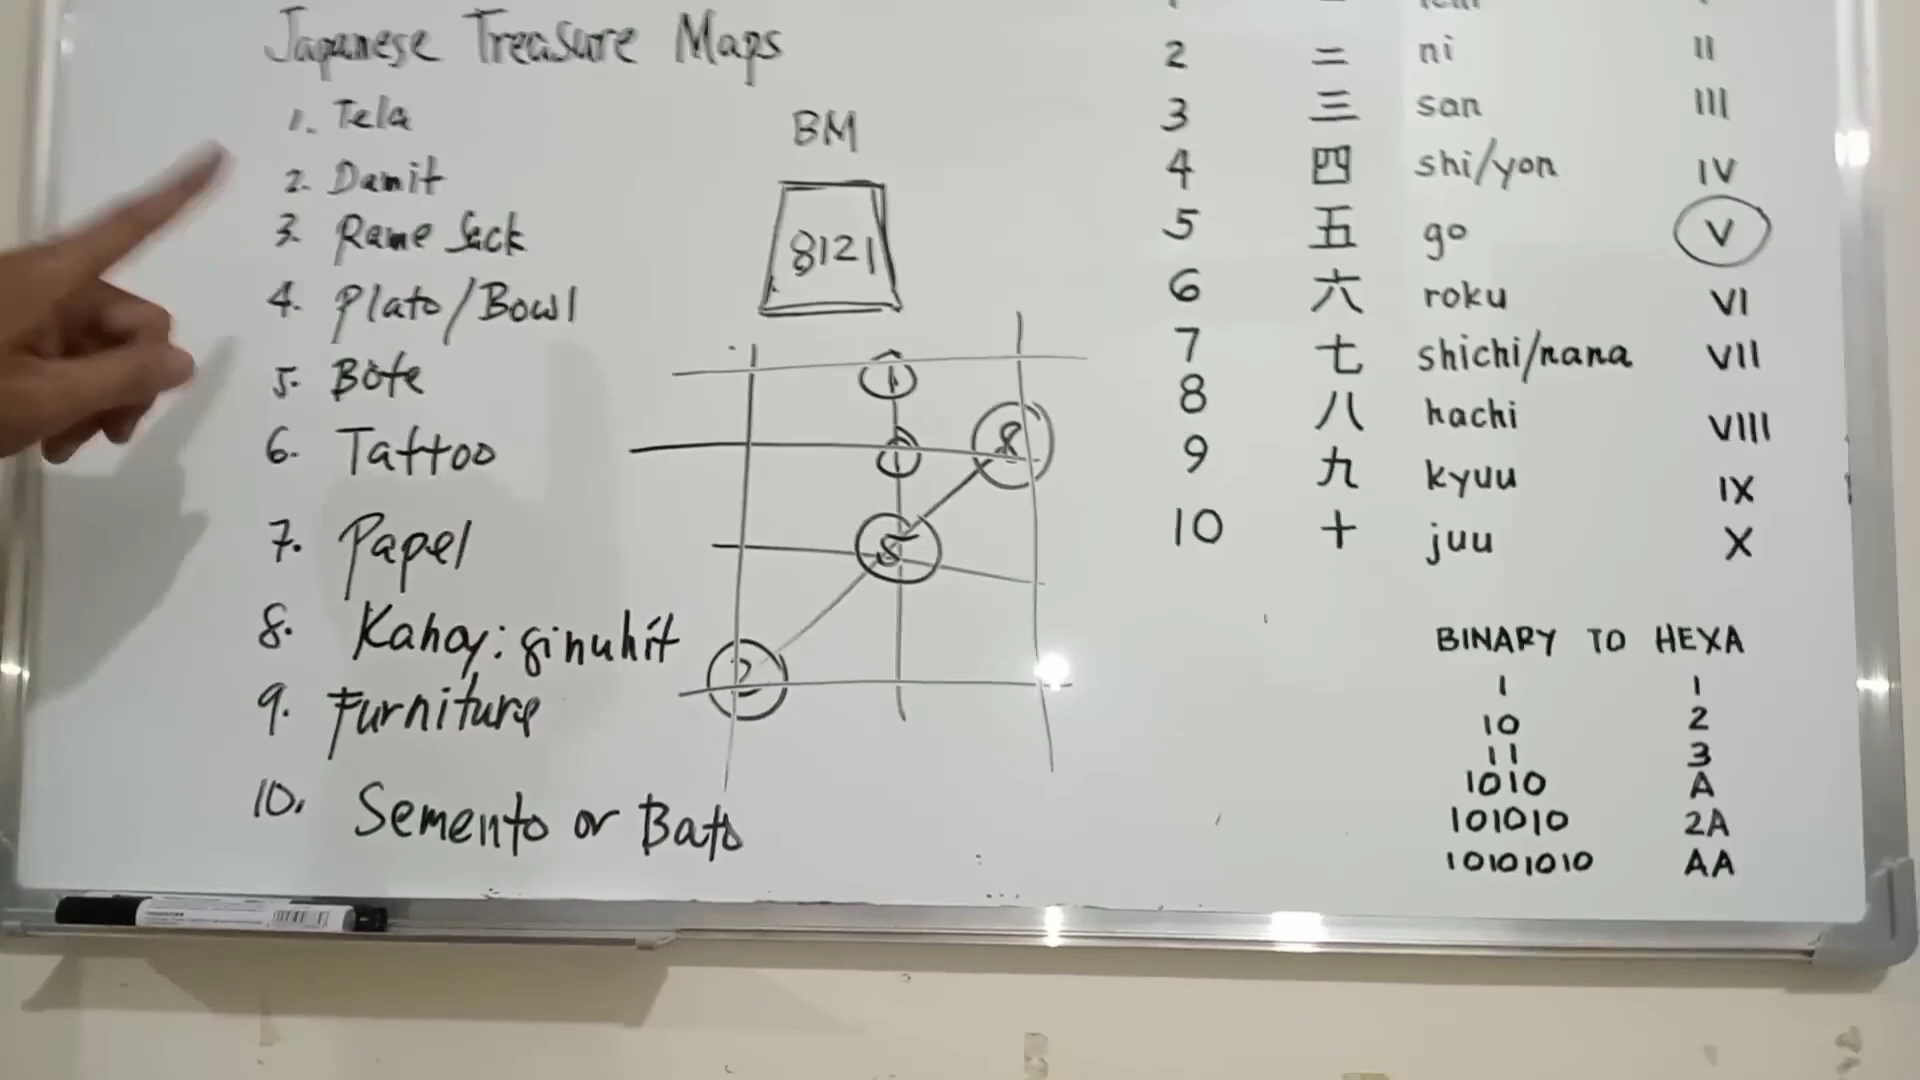 Japanese Treasure Maps
1. Tela
2. Damit
3. Rame Sack
4. Plato/Bowl
5. Bote
6. Tattoo
7. Papel
8. Kahoy: ginuhit
9. Furniture
10. Semento or Bato
BM
8121
1
8
5
2 二 ni II
3 三 san III
4 四 shi/yon IV
5 五 go V
6 六 roku VI
7 七 shichi/nana VII
8 八 hachi VIII
9 九 kyuu IX
10 十 juu X
BINARY TO HEXA
1 1
10 2
11 3
1010 A
101010 2A
10101010 AA